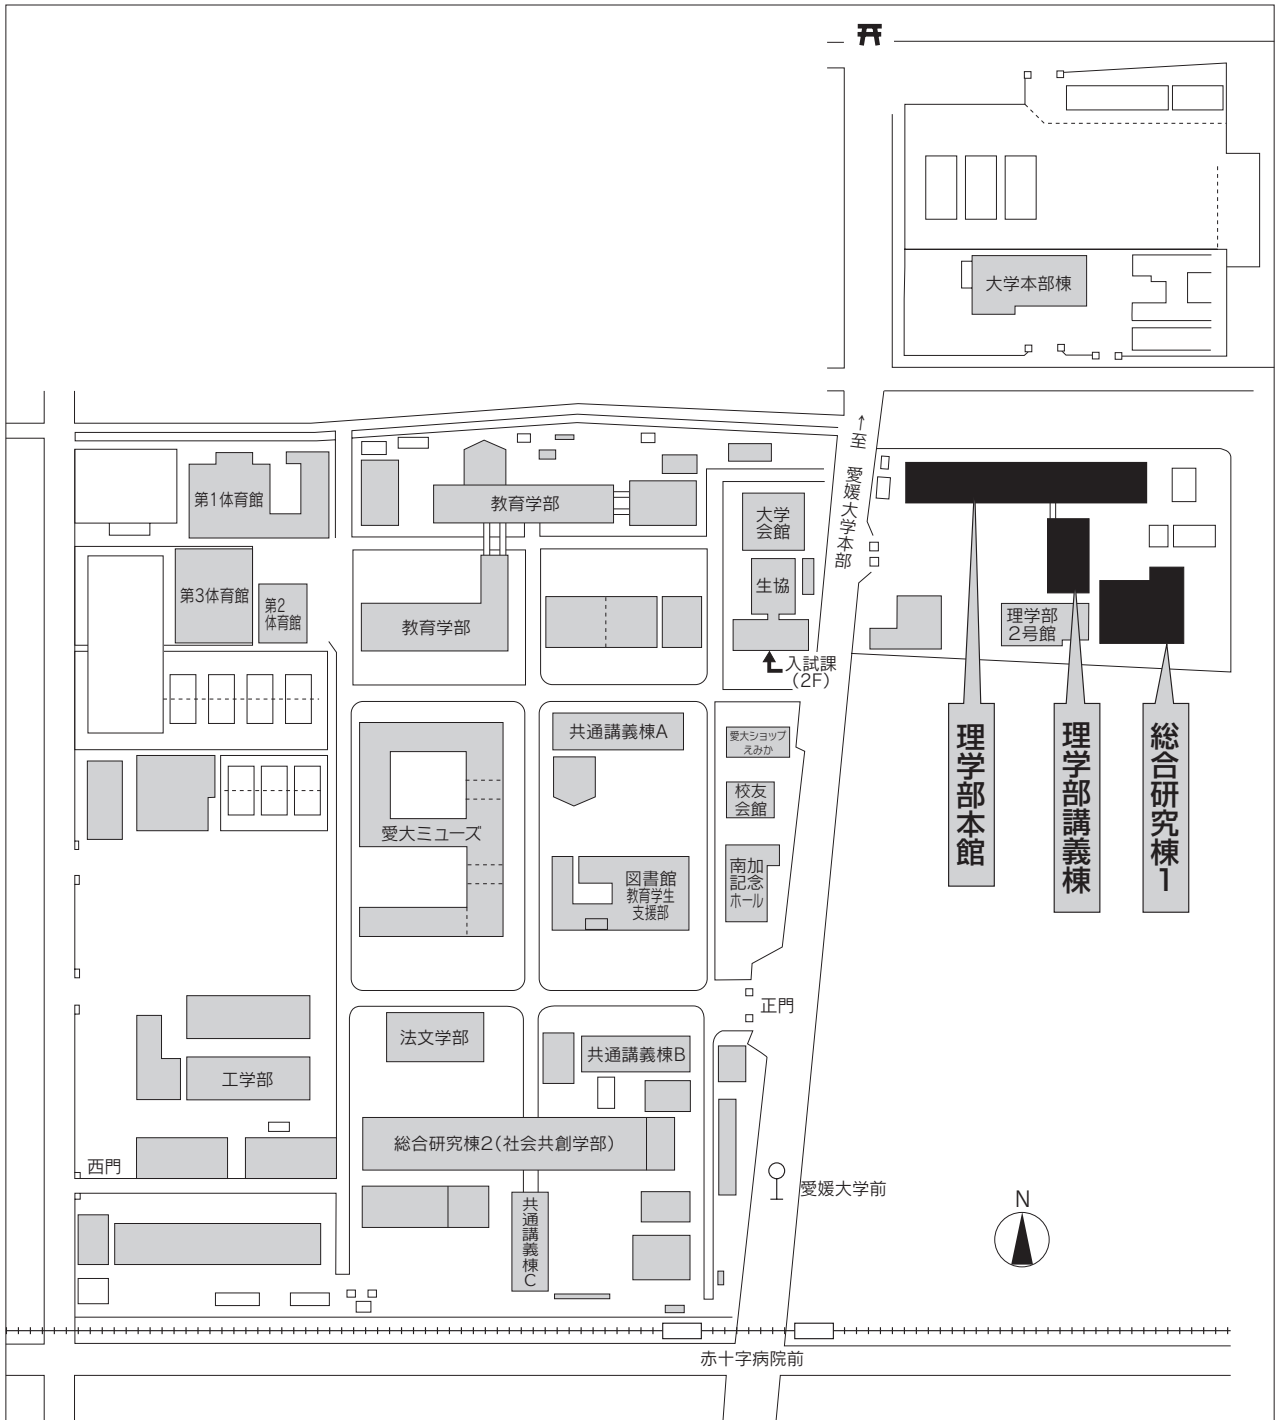 大学本部棟
↑至 愛媛大学本部
第1体育館
教育学部
大学
会館
生協
第3体育館
第2
体育館
教育学部
理学部
2号館
入試課
(2F)
共通講義棟A
愛大ショップ
えみか
校友
会館
愛大ミューズ
図書館
教育学生
支援部
南加
記念
ホール
理学部本館
理学部講義棟
総合研究棟1
正門
法文学部
共通講義棟B
工学部
総合研究棟2(社会共創学部)
西門
愛媛大学前
共通講義棟C
N
赤十字病院前